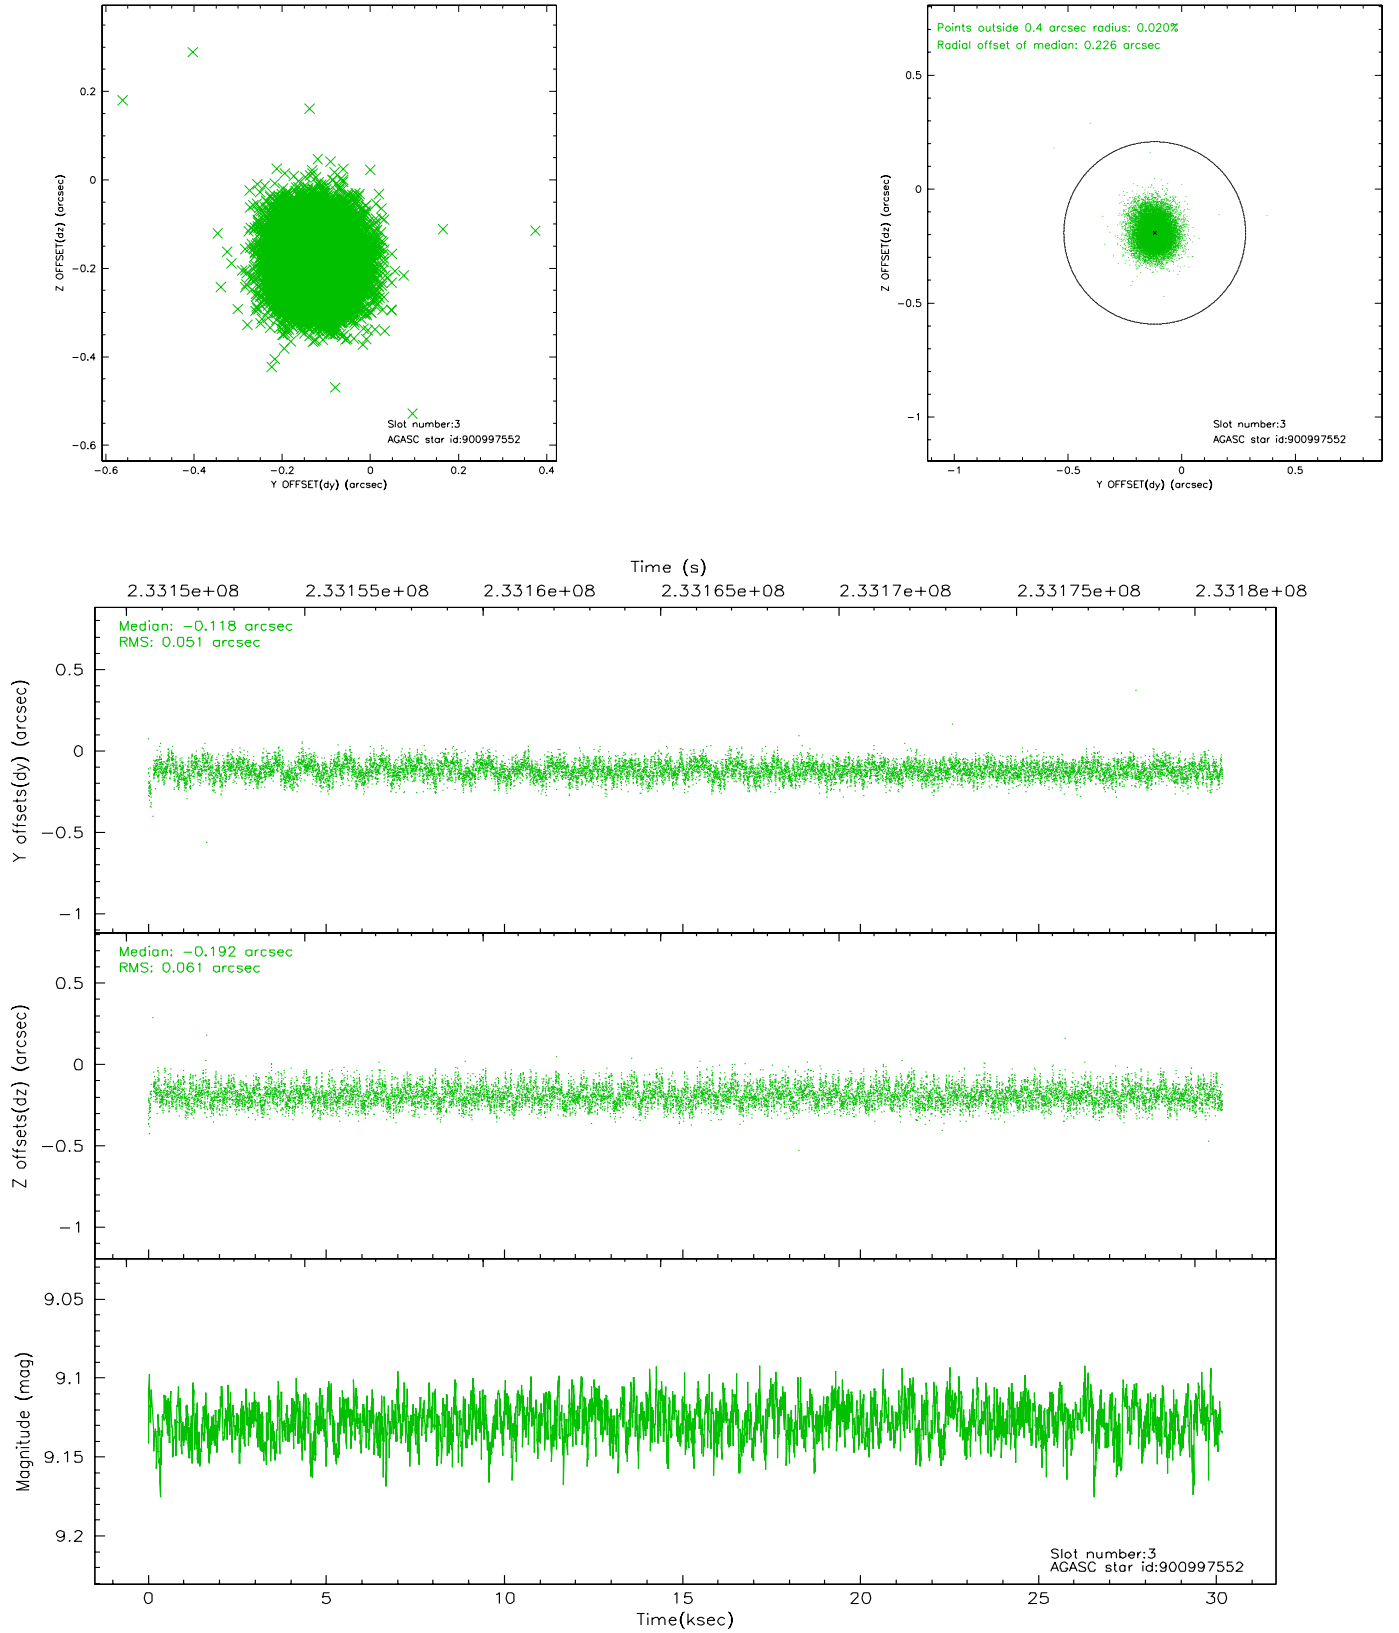 0.2
0
−0.2
−0.4
−0.6
Z OFFSET(dz) (arcsec)
Slot number:3
AGASC star id:900997552
−0.6 −0.4 −0.2 0 0.2 0.4
Y OFFSET(dy) (arcsec)
Points outside 0.4 arcsec radius: 0.020%
Radial offset of median: 0.226 arcsec
0.5
0
−0.5
−1
Z OFFSET(dz) (arcsec)
Slot number:3
AGASC star id:900997552
−1 −0.5 0 0.5
Y OFFSET(dy) (arcsec)
Time (s)
2.3315e+08 2.33155e+08 2.3316e+08 2.33165e+08 2.3317e+08 2.33175e+08 2.3318e+08
Median: −0.118 arcsec
RMS: 0.051 arcsec
0.5
0
−0.5
−1
Y offsets(dy) (arcsec)
Median: −0.192 arcsec
RMS: 0.061 arcsec
0.5
0
−0.5
−1
Z offsets(dz) (arcsec)
9.05
9.1
9.15
9.2
Magnitude (mag)
Slot number:3
AGASC star id:900997552
0 5 10 15 20 25 30
Time(ksec)